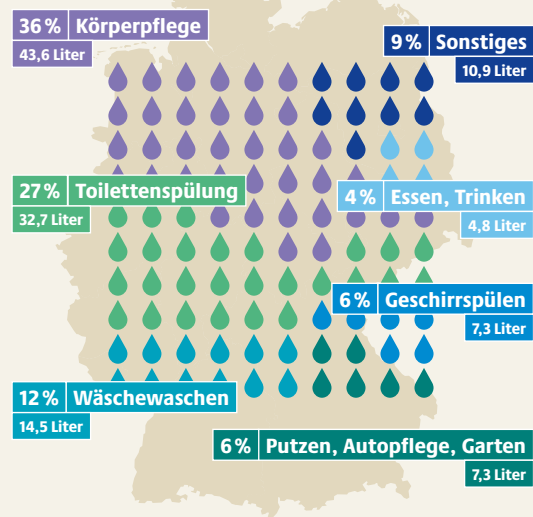 36 % Körperpflege
43,6 Liter
9 % Sonstiges
10,9 Liter
27 % Toilettenspülung
32,7 Liter
4 % Essen, Trinken
4,8 Liter
6 % Geschirrspülen
7,3 Liter
12 % Wäschewaschen
14,5 Liter
6 % Putzen, Autopflege, Garten
7,3 Liter